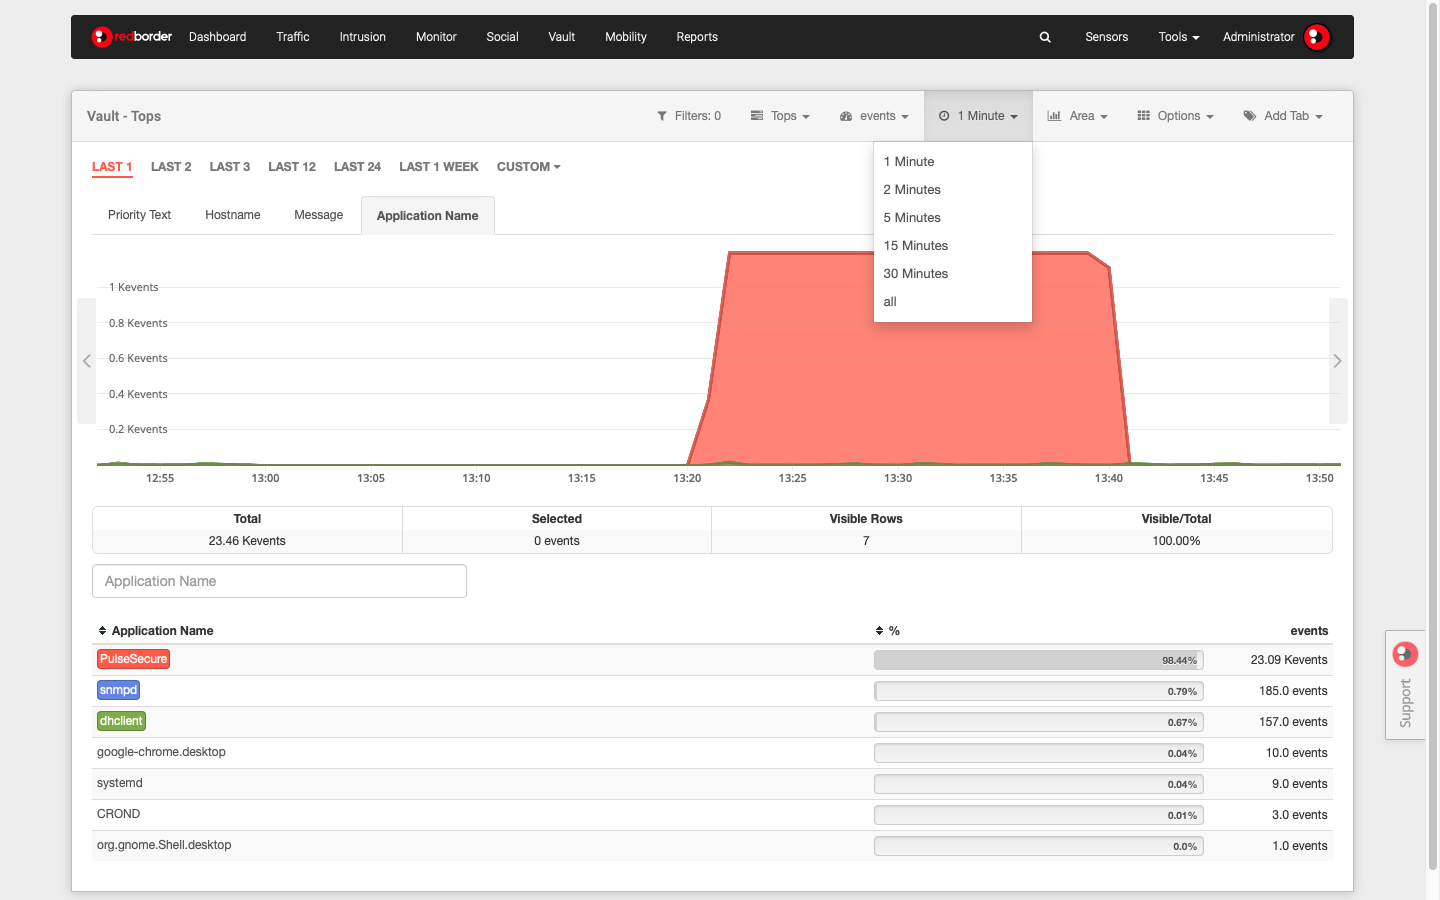 redborder Dashboard Traffic Intrusion Monitor Social Vault Mobility Reports Sensors Tools Administrator
Vault - Tops Filters: 0 Tops events 1 Minute Area Options Add Tab
LAST 1 LAST 2 LAST 3 LAST 12 LAST 24 LAST 1 WEEK CUSTOM
1 Minute
2 Minutes
5 Minutes
15 Minutes
30 Minutes
all
Priority Text Hostname Message Application Name
1 Kevents
0.8 Kevents
0.6 Kevents
0.4 Kevents
0.2 Kevents
12:55 13:00 13:05 13:10 13:15 13:20 13:25 13:30 13:35 13:40 13:45 13:50
Total Selected Visible Rows Visible/Total
23.46 Kevents 0 events 7 100.00%
Application Name
Application Name % events
PulseSecure 98.44% 23.09 Kevents
snmpd 0.79% 185.0 events
dhclient 0.67% 157.0 events
google-chrome.desktop 0.04% 10.0 events
systemd 0.04% 9.0 events
CROND 0.01% 3.0 events
org.gnome.Shell.desktop 0.0% 1.0 events
Support